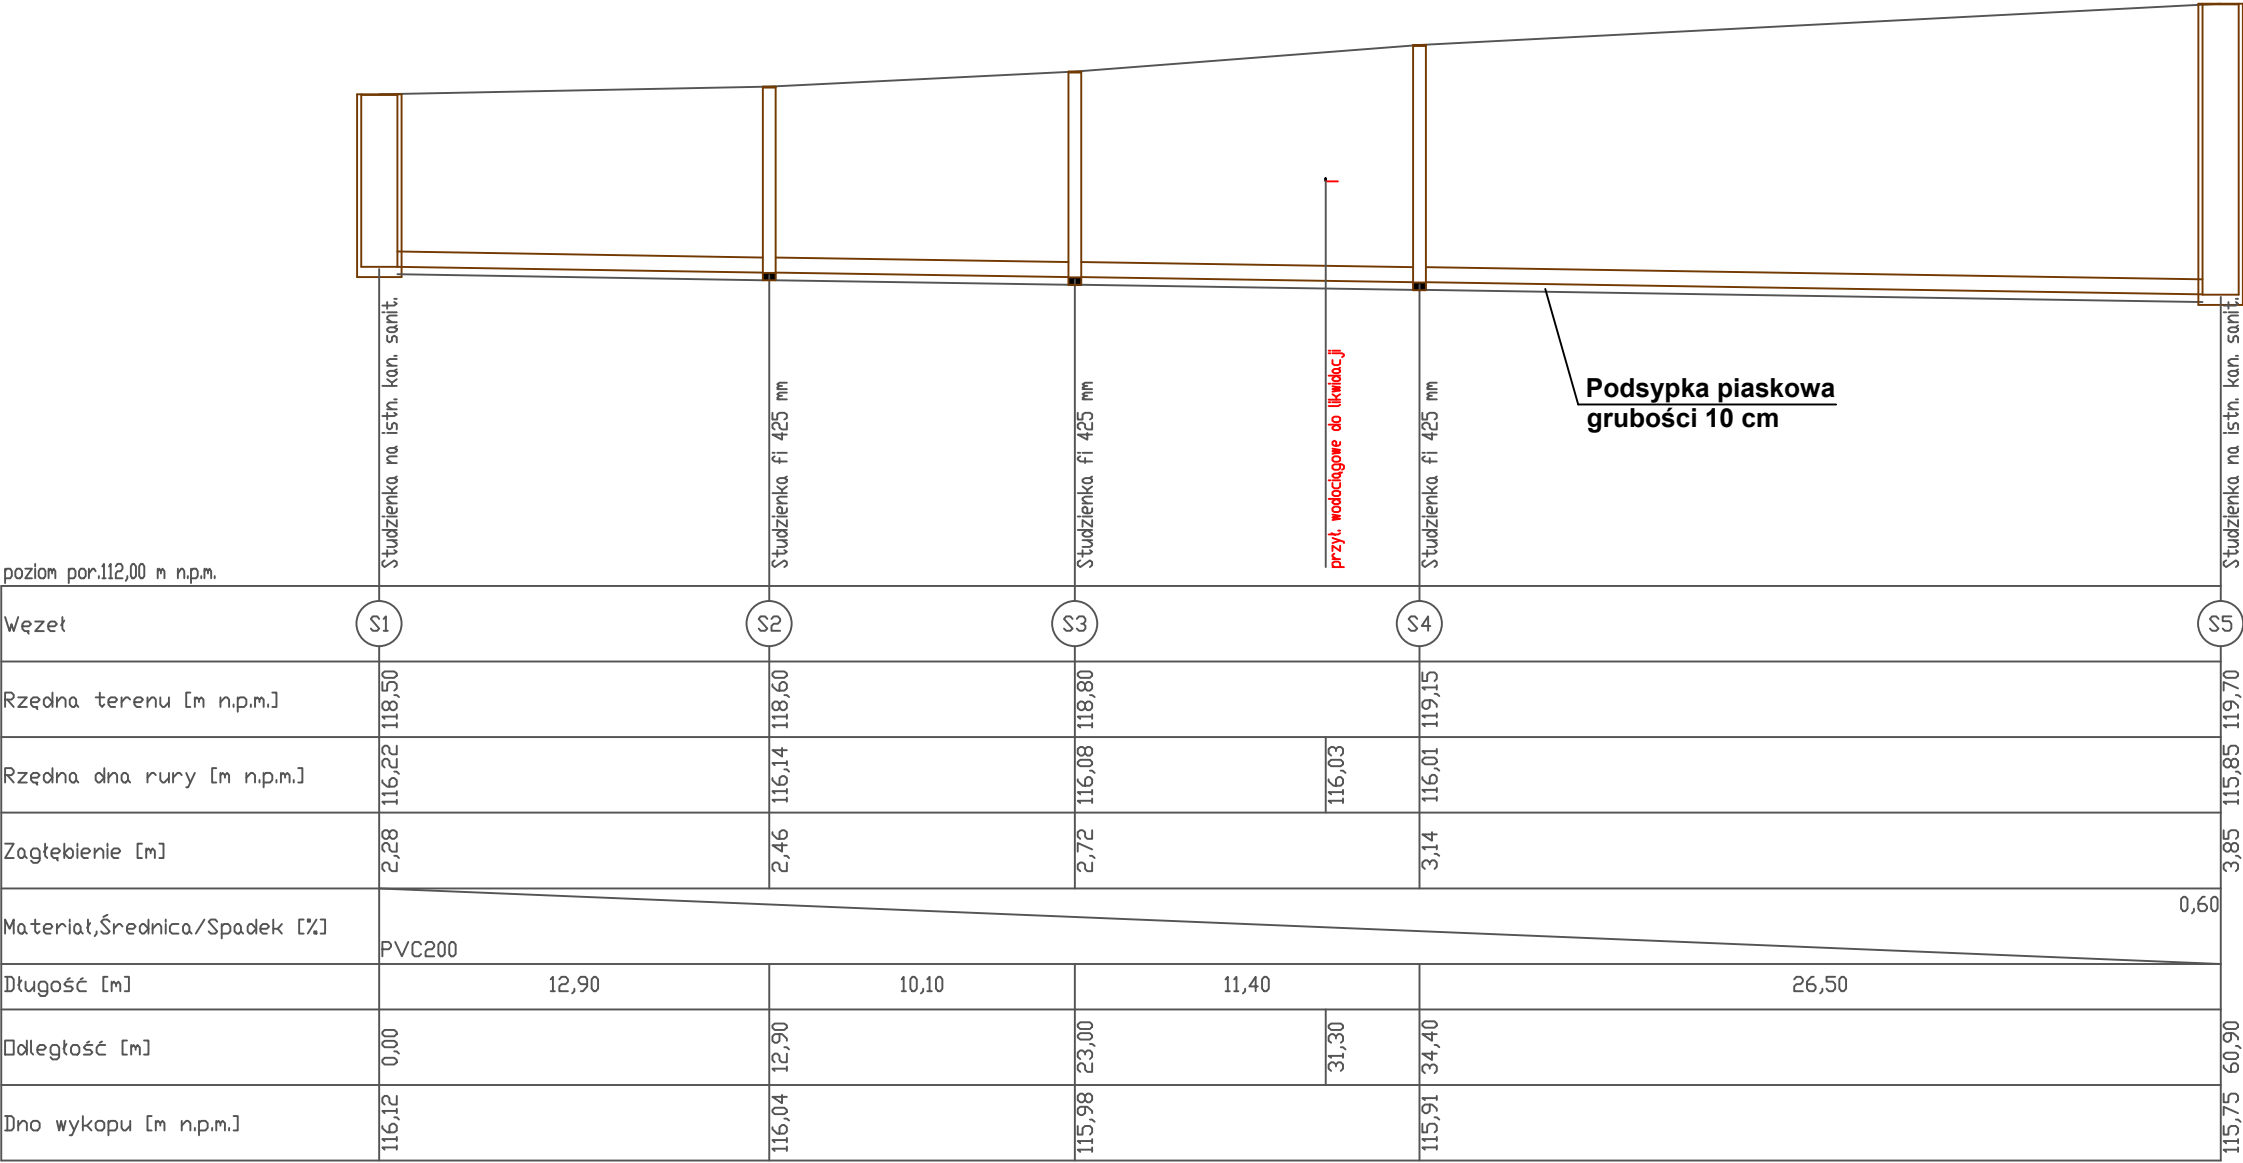 Studzienka na istn. kan. sanit.
Studzienka fi 425 mm
Studzienka fi 425 mm
przył. wodociągowe do likwidacji
Studzienka fi 425 mm
Studzienka na istn. kan. sanit.
Podsypka piaskowa
grubości 10 cm
poziom por.112,00 m n.p.m.
Węzeł S1 S2 S3 S4 S5
Rzędna terenu [m n.p.m.] 118,50 118,60 118,80 119,15 119,70
Rzędna dna rury [m n.p.m.] 116,22 116,14 116,08 116,03 116,01 115,85
Zagłębienie [m] 2,28 2,46 2,72 3,14 3,85
Materiał,Średnica/Spadek [%] PVC200 0,60
Długość [m] 12,90 10,10 11,40 26,50
Odległość [m] 0,00 12,90 23,00 31,30 34,40 60,90
Dno wykopu [m n.p.m.] 116,12 116,04 115,98 115,91 115,75